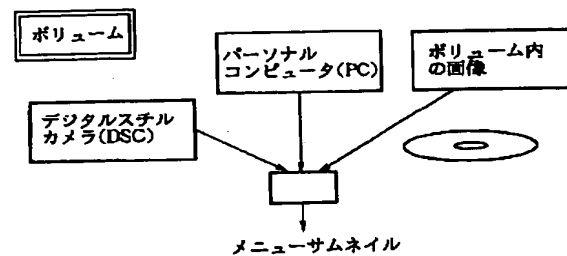 ボリューム
パーソナル
コンピュータ(PC)
ボリューム内
の画像
デジタルスチル
カメラ(DSC)
メニューサムネイル